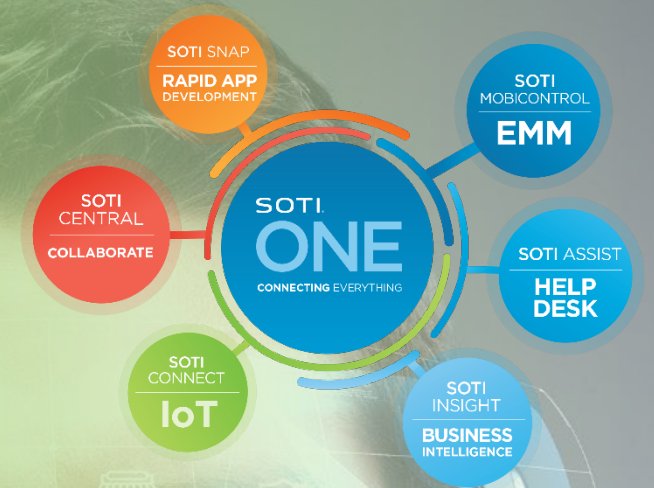 SOTI SNAP
RAPID APP
DEVELOPMENT
SOTI
MOBICONTROL
EMM
SOTI
CENTRAL
COLLABORATE
SOTI
ONE
CONNECTING EVERYTHING
SOTI ASSIST
HELP
DESK
SOTI
CONNECT
IoT
SOTI
INSIGHT
BUSINESS
INTELLIGENCE